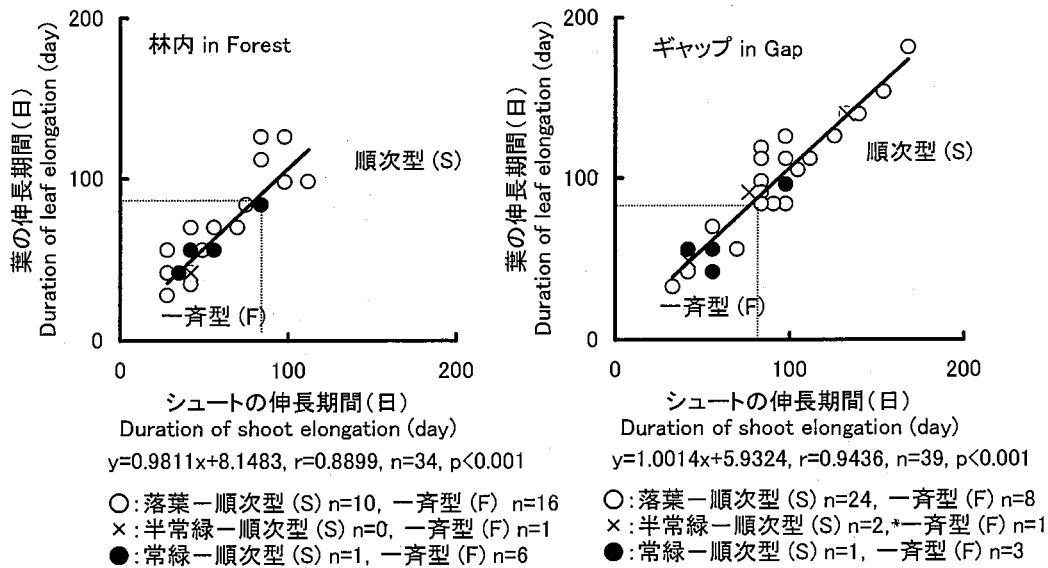 200
林内 in Forest
葉の伸長期間(日)
Duration of leaf elongation (day)
100
順次型(S)
一斉型(F)
0
0 100 200
シュートの伸長期間(日)
Duration of shoot elongation (day)
y=0.9811x+8.1483, r=0.8899, n=34, p<0.001
○:落葉ー順次型(S) n=10, 一斉型(F) n=16
×:半常緑ー順次型(S) n=0, 一斉型(F) n=1
●:常緑ー順次型(S) n=1, 一斉型(F) n=6
200
ギャップ in Gap
葉の伸長期間(日)
Duration of leaf elongation (day)
100
順次型(S)
一斉型(F)
0
0 100 200
シュートの伸長期間(日)
Duration of shoot elongation (day)
y=1.0014x+5.9324, r=0.9436, n=39, p<0.001
○:落葉ー順次型(S) n=24, 一斉型(F) n=8
×:半常緑ー順次型(S) n=2,*一斉型(F) n=1
●:常緑ー順次型(S) n=1, 一斉型(F) n=3